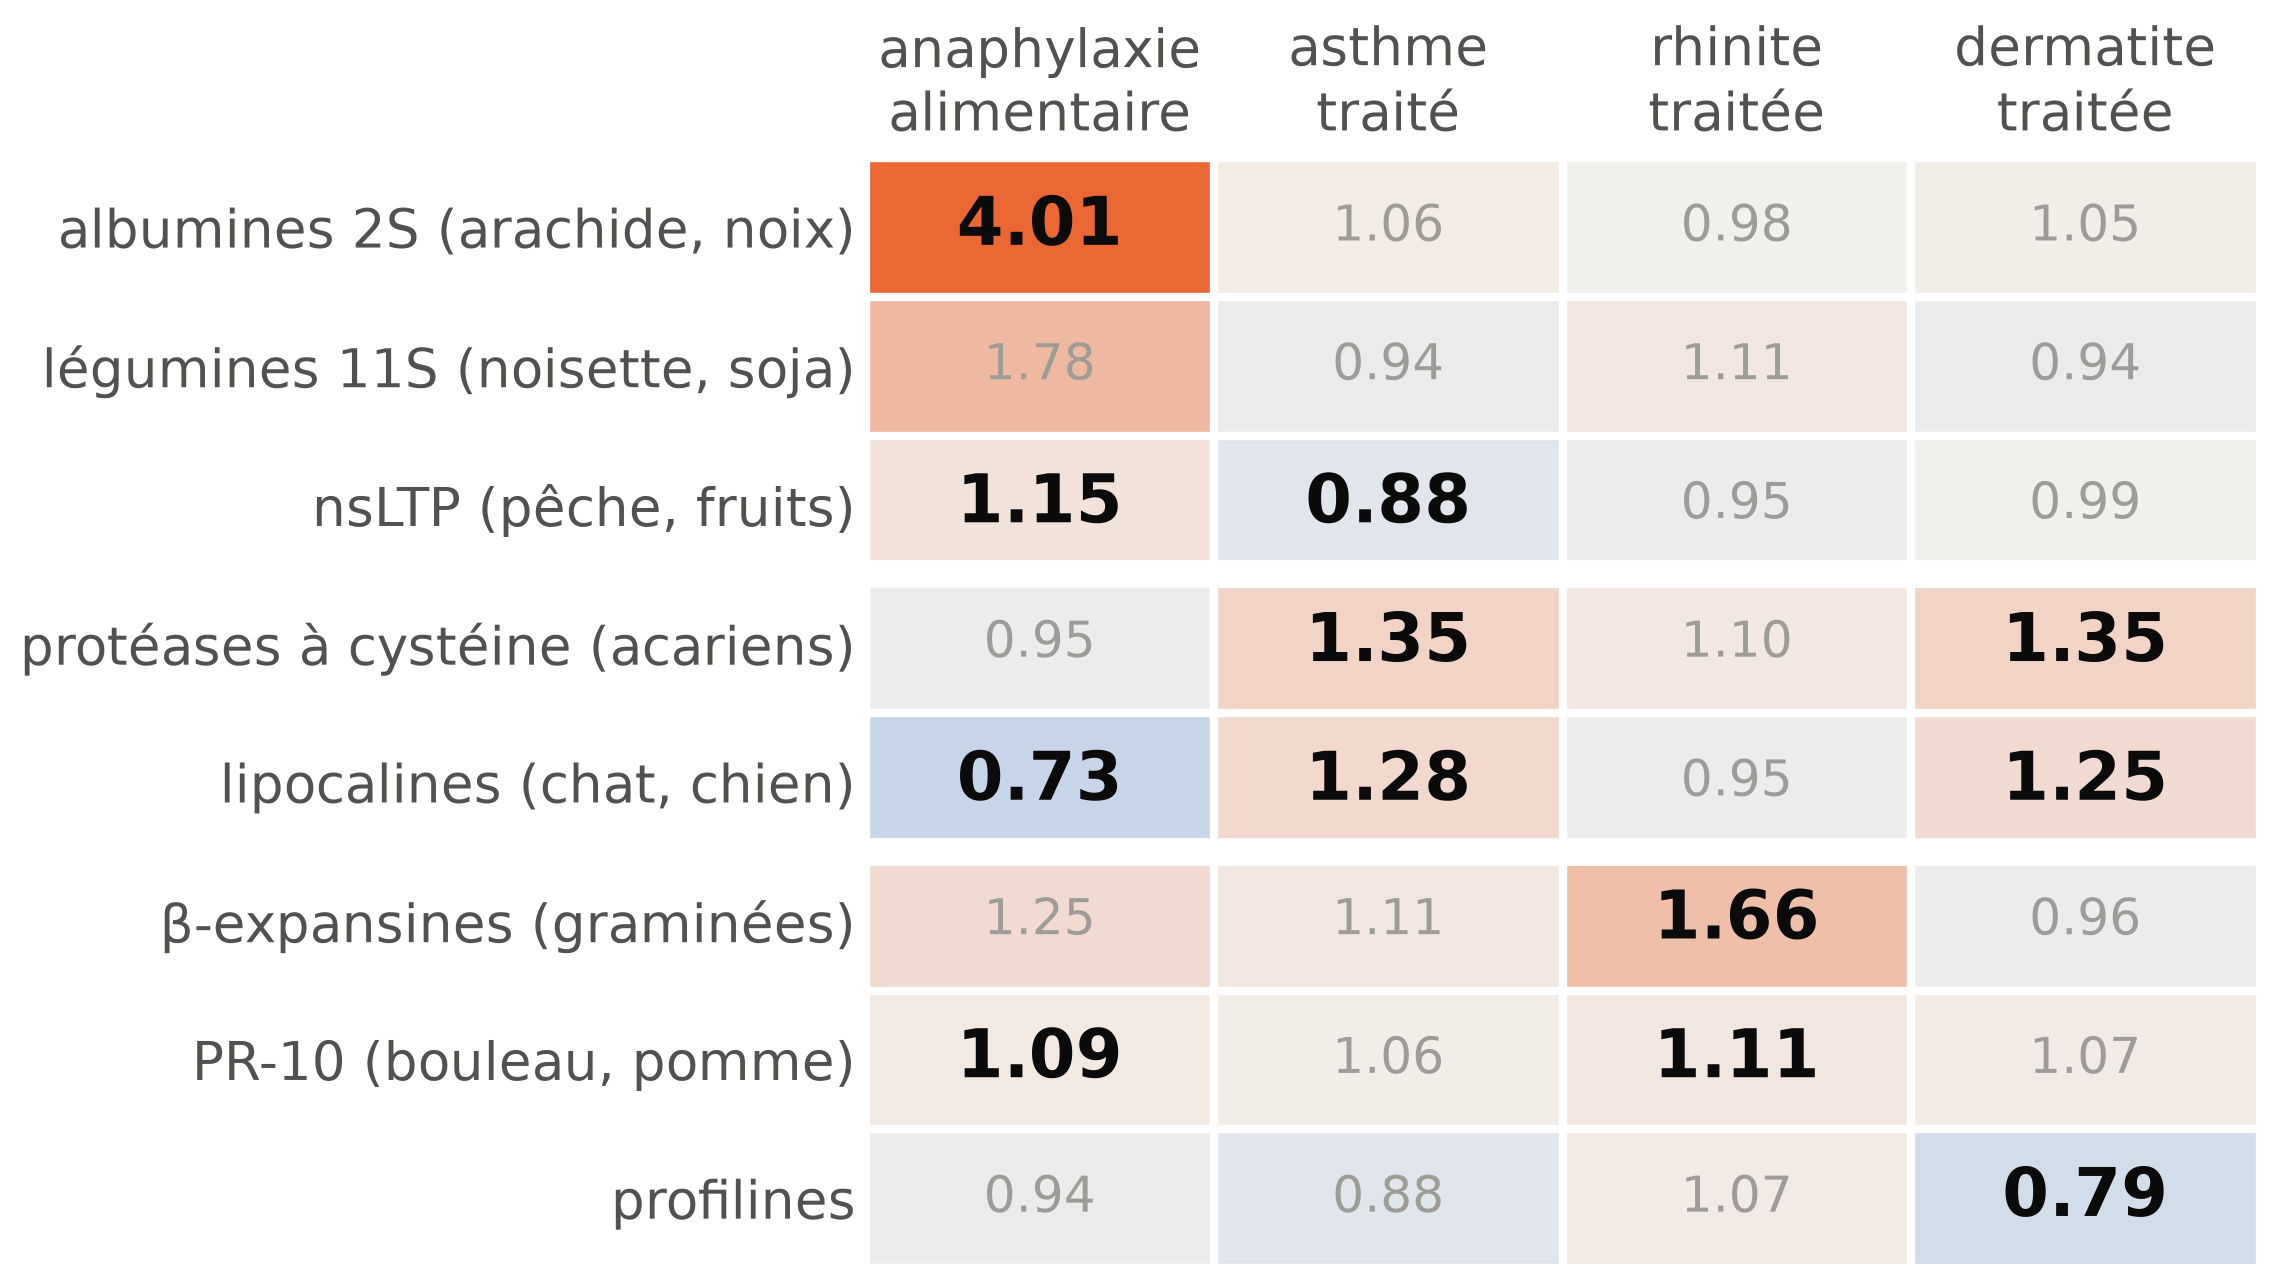 anaphylaxie alimentaire
asthme traité
rhinite traitée
dermatite traitée
albumines 2S (arachide, noix) 4.01 1.06 0.98 1.05
légumines 11S (noisette, soja) 1.78 0.94 1.11 0.94
nsLTP (pêche, fruits) 1.15 0.88 0.95 0.99
protéases à cystéine (acariens) 0.95 1.35 1.10 1.35
lipocalines (chat, chien) 0.73 1.28 0.95 1.25
β-expansines (graminées) 1.25 1.11 1.66 0.96
PR-10 (bouleau, pomme) 1.09 1.06 1.11 1.07
profilines 0.94 0.88 1.07 0.79